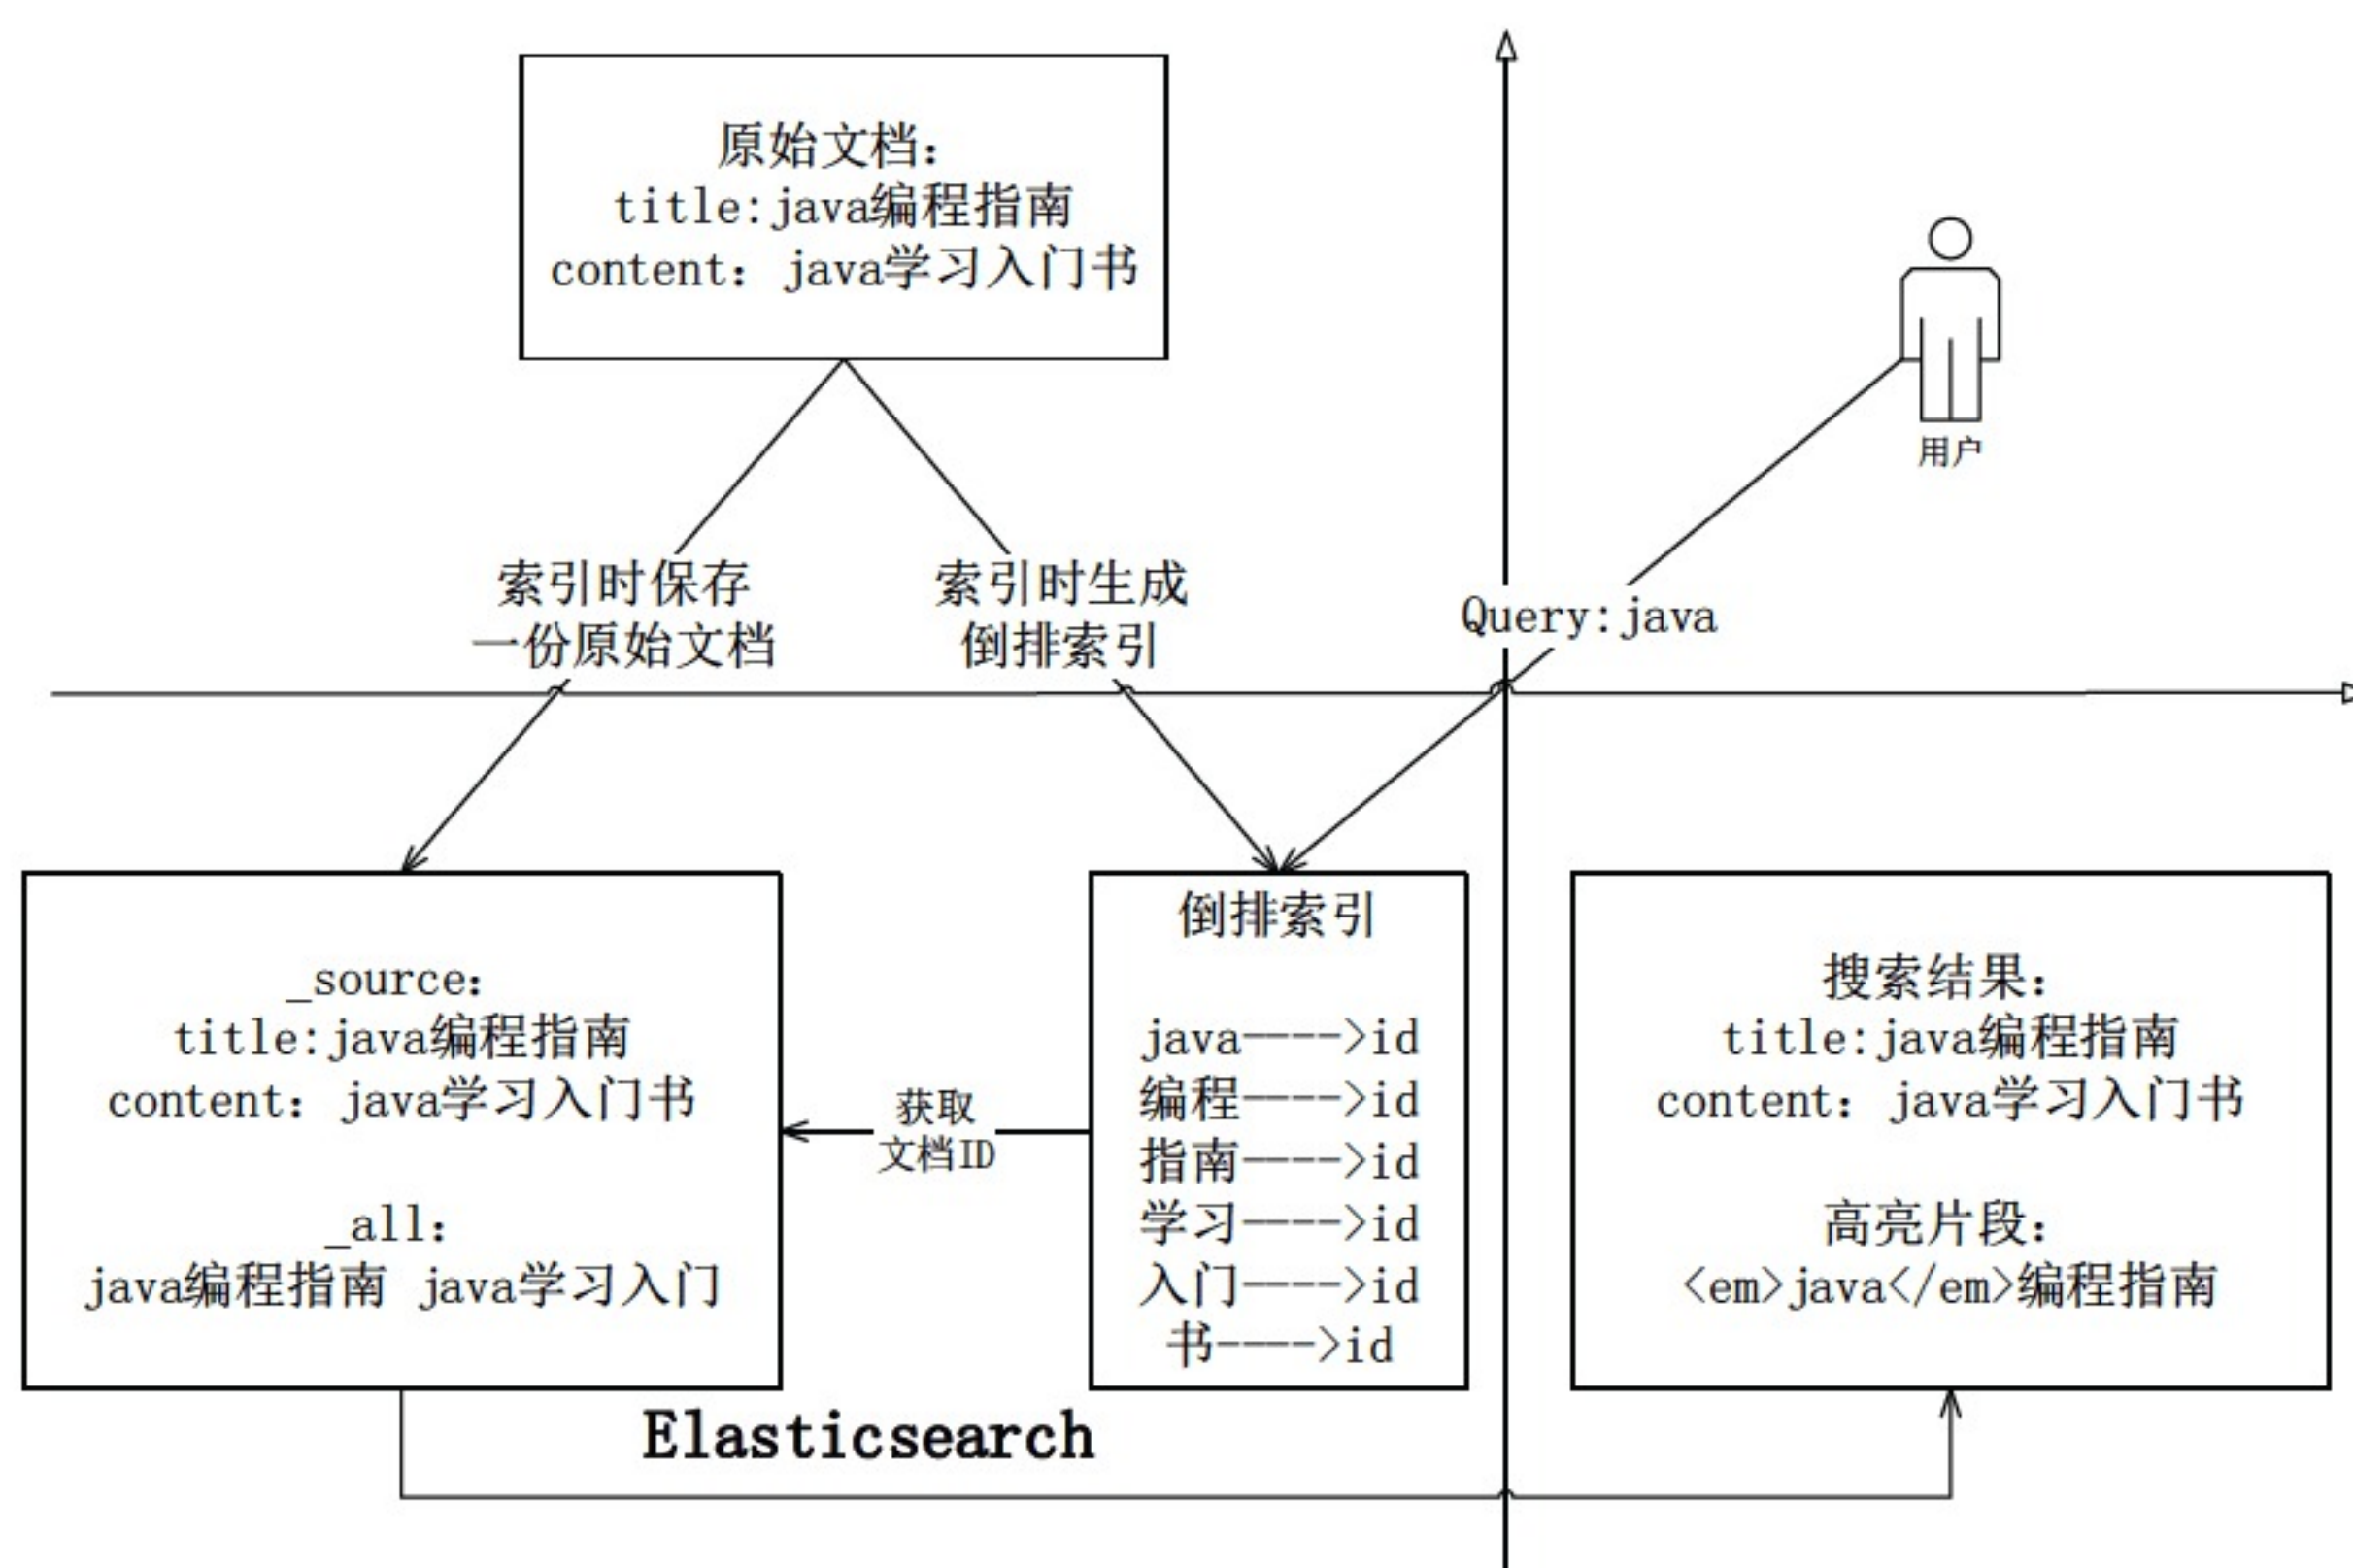 原始文档：
title:java编程指南
content： java学习入门书
用户
索引时保存
一份原始文档
索引时生成
倒排索引
Query:java
_source：
title:java编程指南
content： java学习入门书
_all：
java编程指南 java学习入门
获取
文档ID
倒排索引
java---->id
编程---->id
指南---->id
学习---->id
入门---->id
书---->id
搜索结果：
title:java编程指南
content： java学习入门书
高亮片段：
<em>java</em>编程指南
Elasticsearch